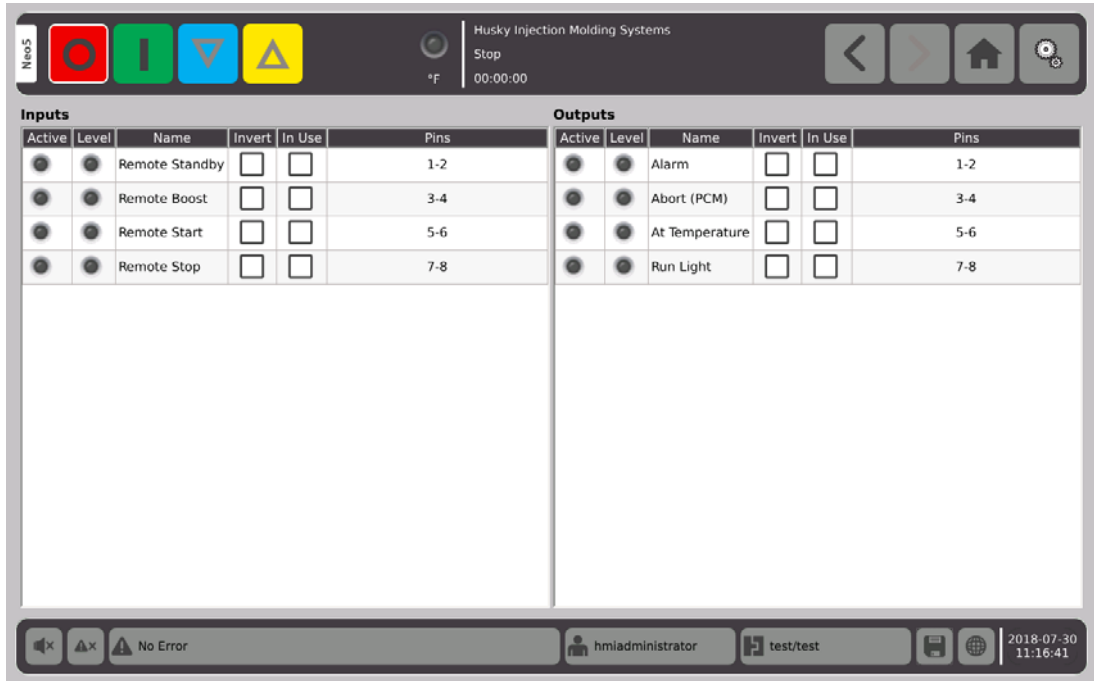 Neo5
Husky Injection Molding Systems
Stop
°F 00:00:00
Inputs
Active Level Name Invert In Use Pins
Remote Standby 1-2
Remote Boost 3-4
Remote Start 5-6
Remote Stop 7-8
Outputs
Active Level Name Invert In Use Pins
Alarm 1-2
Abort (PCM) 3-4
At Temperature 5-6
Run Light 7-8
No Error
hmiadministrator
test/test
2018-07-30
11:16:41